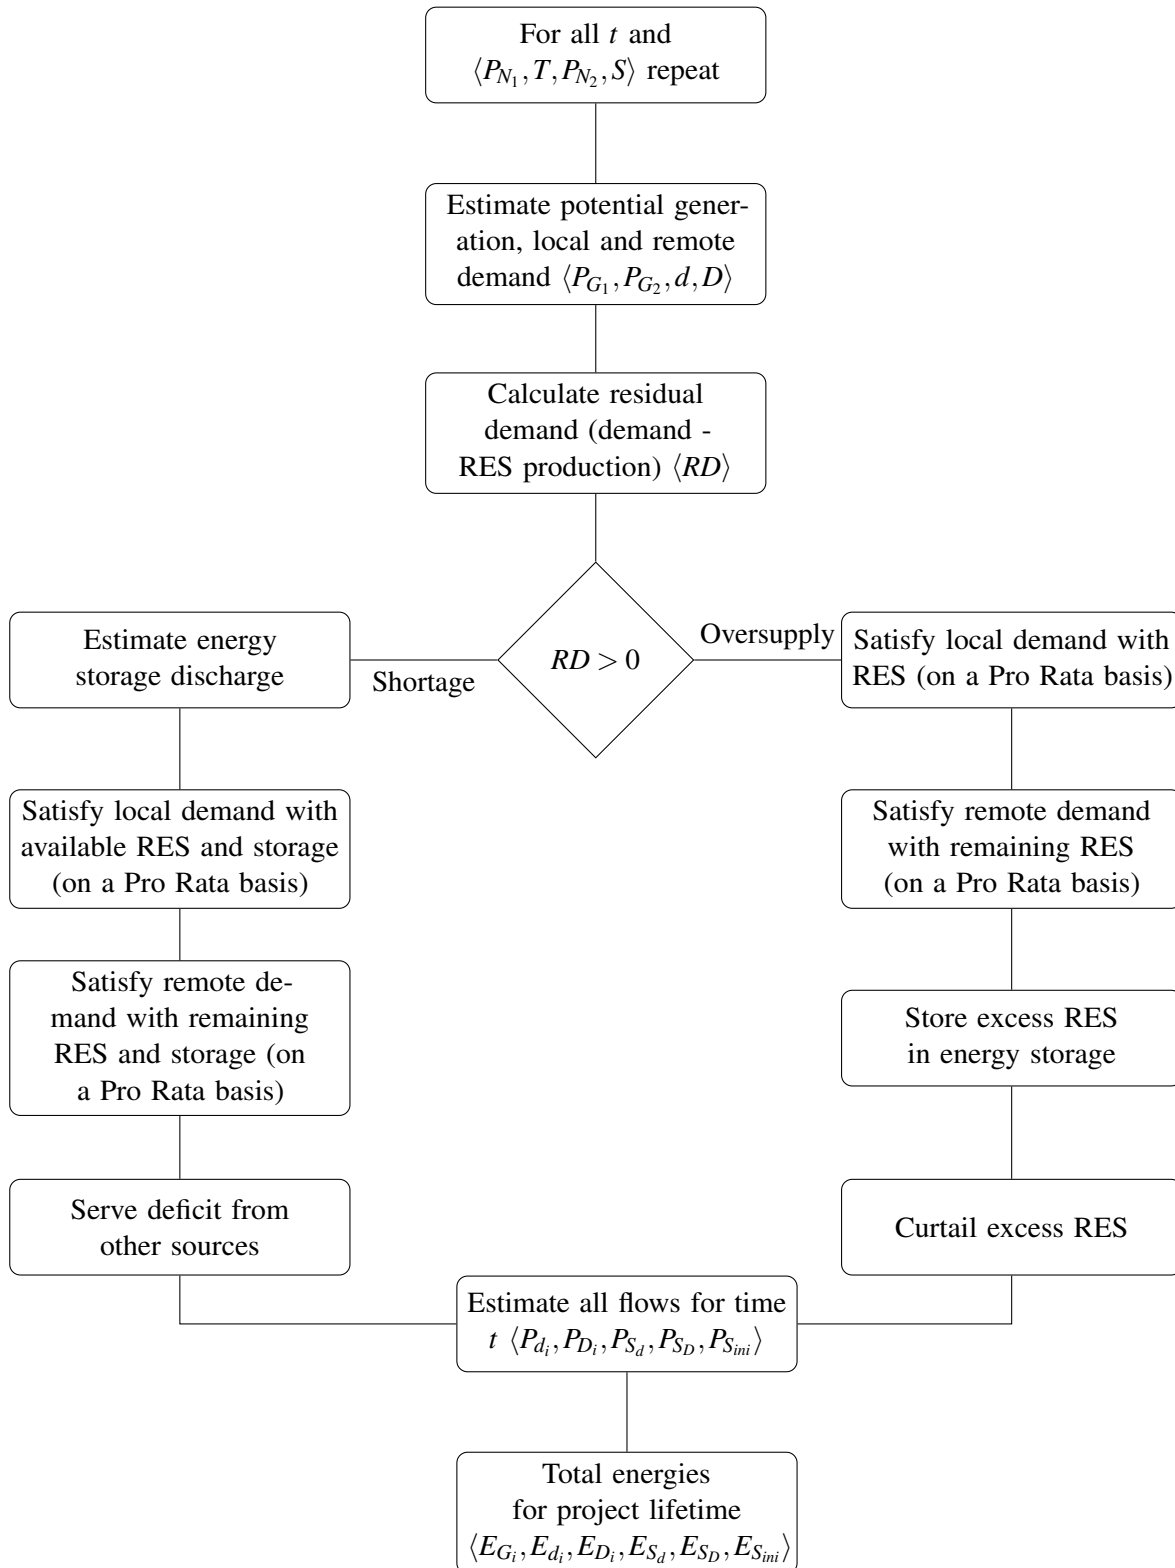 For all t and
⟨P_{N_1}, T, P_{N_2}, S⟩ repeat
Estimate potential gener-
ation, local and remote
demand ⟨P_{G_1}, P_{G_2}, d, D⟩
Calculate residual
demand (demand -
RES production) ⟨RD⟩
RD > 0
Shortage
Oversupply
Estimate energy
storage discharge
Satisfy local demand with
available RES and storage
(on a Pro Rata basis)
Satisfy remote de-
mand with remaining
RES and storage (on
a Pro Rata basis)
Serve deficit from
other sources
Satisfy local demand with
RES (on a Pro Rata basis)
Satisfy remote demand
with remaining RES
(on a Pro Rata basis)
Store excess RES
in energy storage
Curtail excess RES
Estimate all flows for time
t ⟨P_{d_i}, P_{D_i}, P_{S_d}, P_{S_D}, P_{S_{ini}}⟩
Total energies
for project lifetime
⟨E_{G_i}, E_{d_i}, E_{D_i}, E_{S_d}, E_{S_D}, E_{S_{ini}}⟩